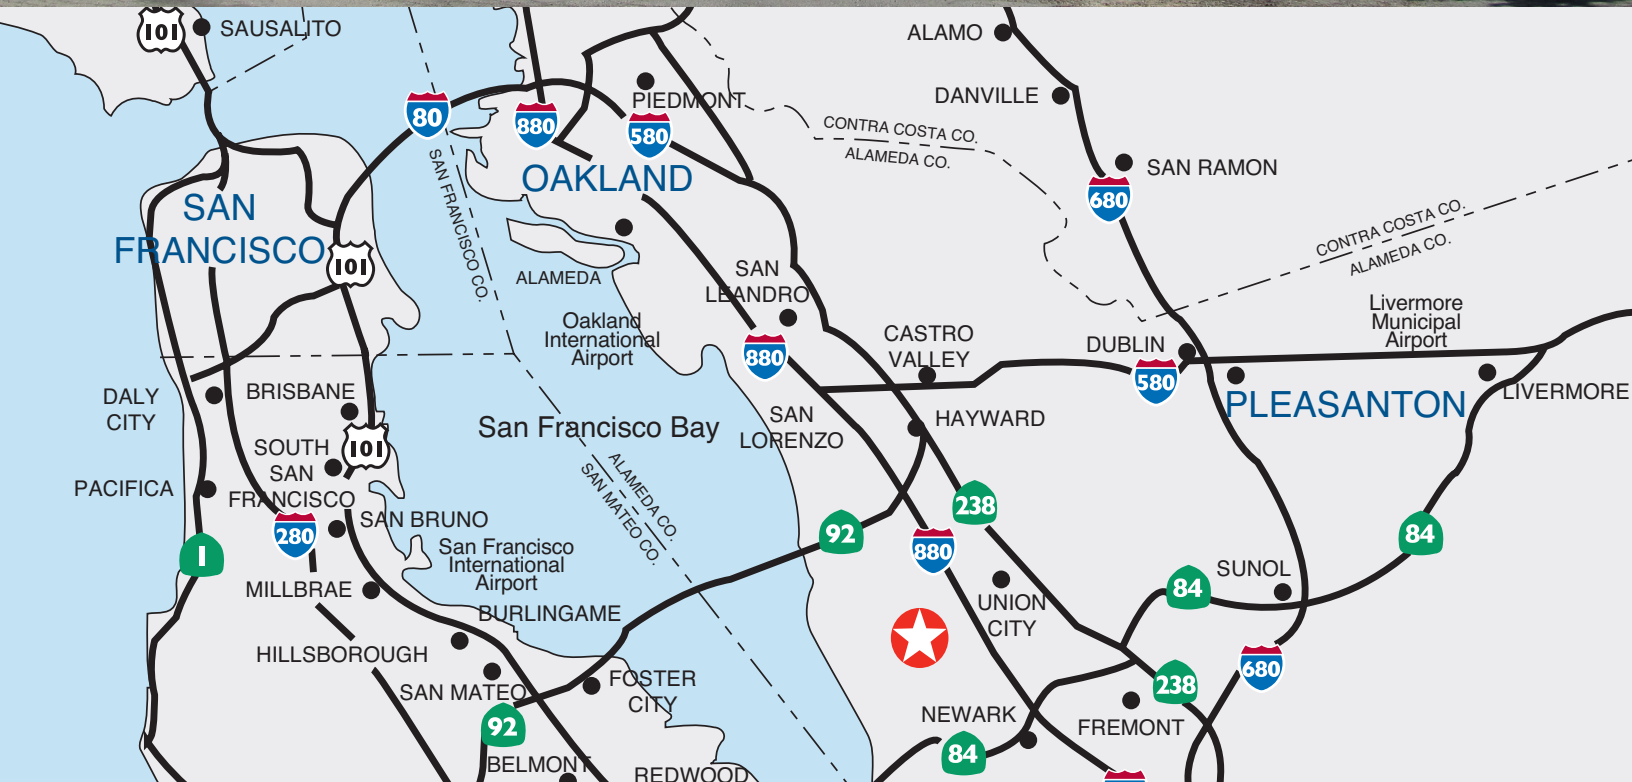 101
SAUSALITO
ALAMO
DANVILLE
80
880
PIEDMONT
580
CONTRA COSTA CO.
ALAMEDA CO.
SAN RAMON
OAKLAND
680
SAN FRANCISCO CO.
SAN
FRANCISCO
101
CONTRA COSTA CO.
ALAMEDA CO.
ALAMEDA
SAN
LEANDRO
Oakland
International
Airport
880
CASTRO
VALLEY
DUBLIN
580
Livermore
Municipal
Airport
LIVERMORE
PLEASANTON
DALY
CITY
BRISBANE
101
San Francisco Bay
SAN
LORENZO
HAYWARD
SOUTH
SAN
FRANCISCO
PACIFICA
ALAMEDA CO.
SAN MATEO CO.
280
SAN BRUNO
1
San Francisco
International
Airport
92
238
880
84
MILLBRAE
BURLINGAME
UNION
CITY
84
SUNOL
HILLSBOROUGH
SAN MATEO
FOSTER
CITY
92
680
238
NEWARK
FREMONT
84
BELMONT
REDWOOD